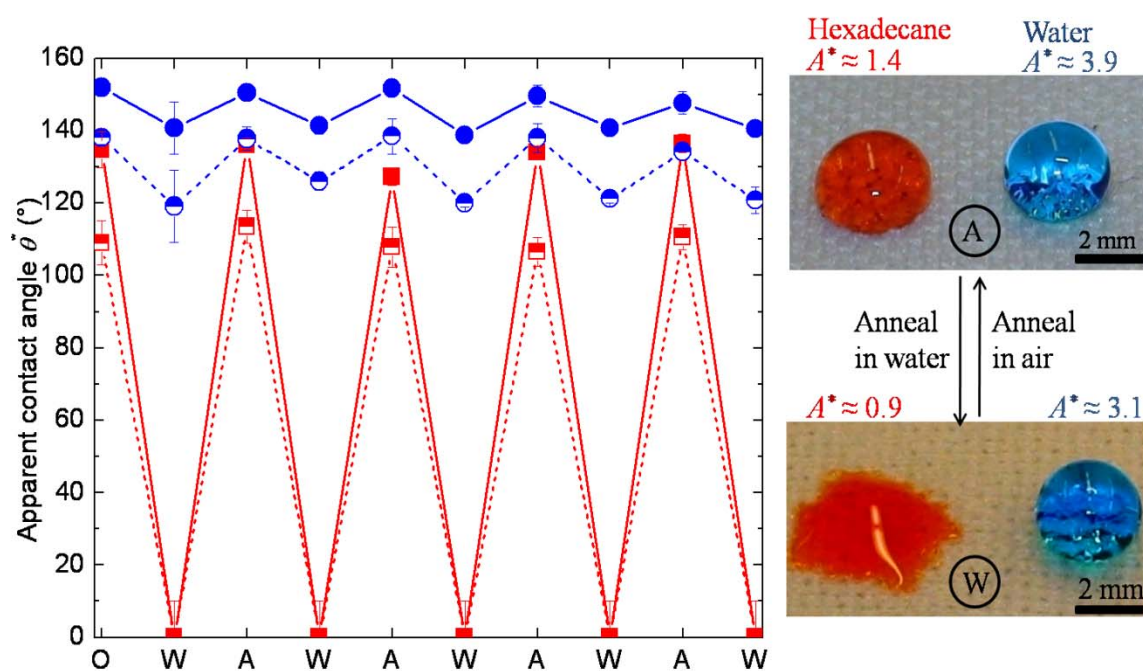 Apparent contact angle θ* (°)
160
140
120
100
80
60
40
20
0
O W A W A W A W A W
Hexadecane Water
A* ≈ 1.4 A* ≈ 3.9
A
2 mm
Anneal in water
Anneal in air
A* ≈ 0.9 A* ≈ 3.1
W
2 mm